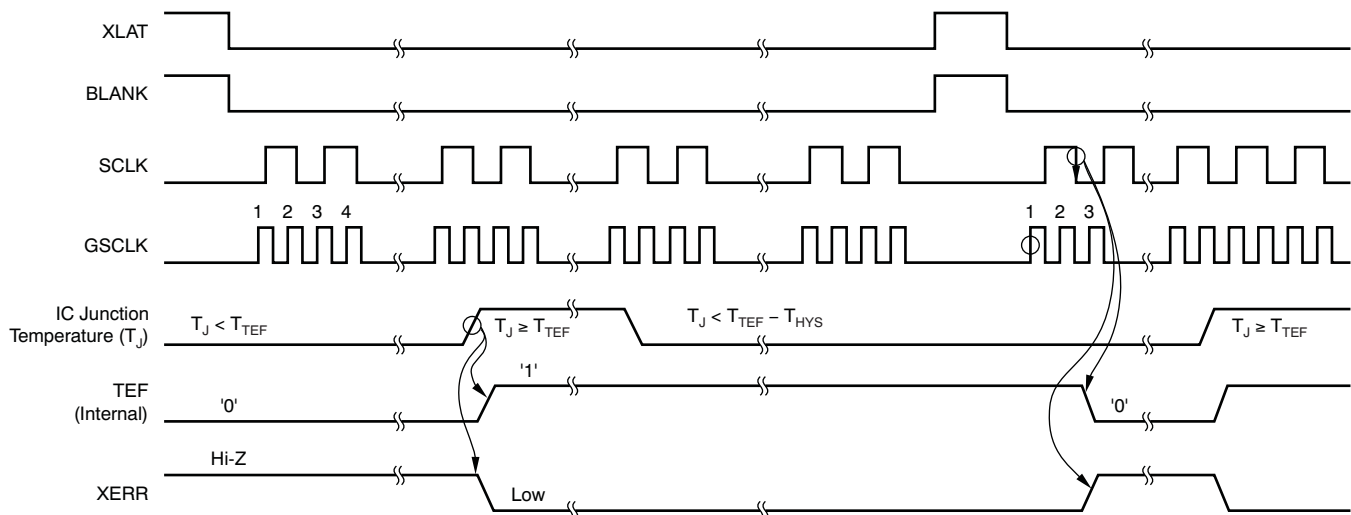 XLAT
BLANK
SCLK
1 2 3 4 1 2 3
GSCLK
IC Junction
Temperature (TJ)
TJ < TTEF
TJ ≥ TTEF
TJ < TTEF – THYS
TJ ≥ TTEF
TEF
(Internal)
'0'
'1'
'0'
Hi-Z
XERR
Low